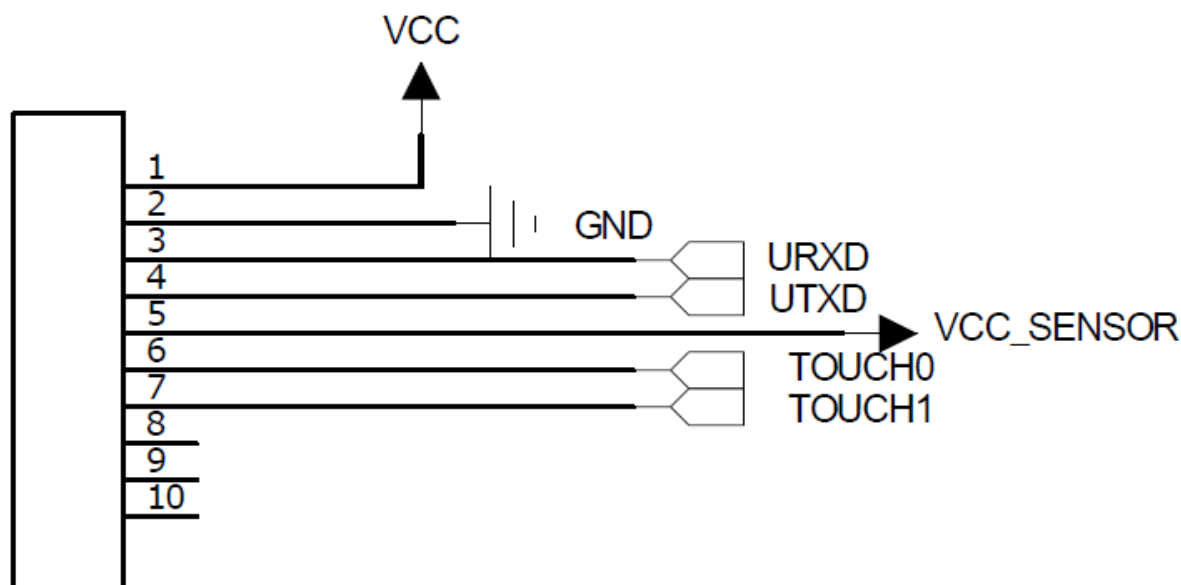 VCC
1
2
GND
3
URXD
4
UTXD
5
VCC_SENSOR
6
TOUCH0
7
TOUCH1
8
9
10